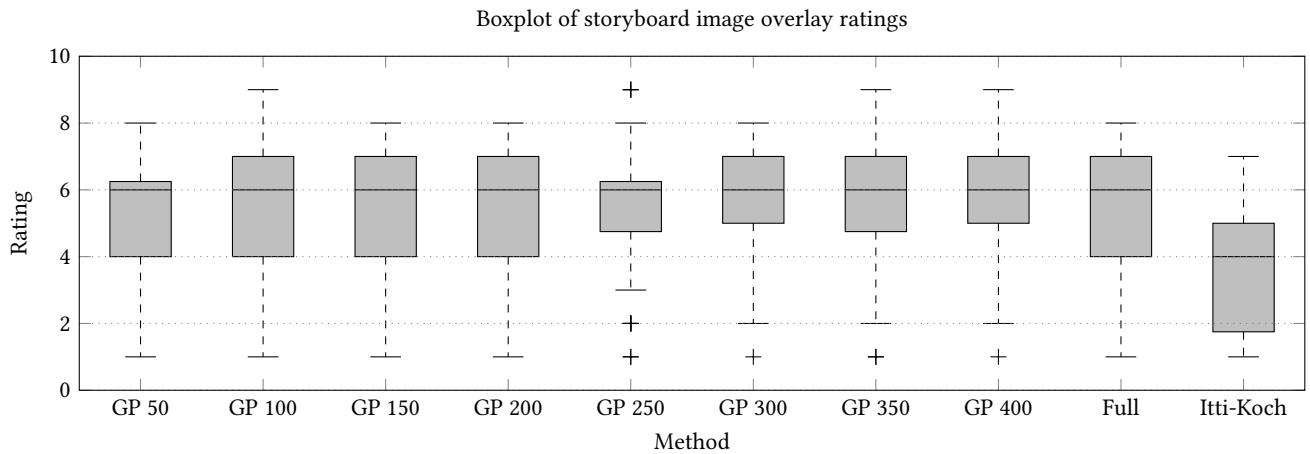 Boxplot of storyboard image overlay ratings
10
8
6
4
2
0
Rating
GP 50 GP 100 GP 150 GP 200 GP 250 GP 300 GP 350 GP 400 Full Itti-Koch
Method